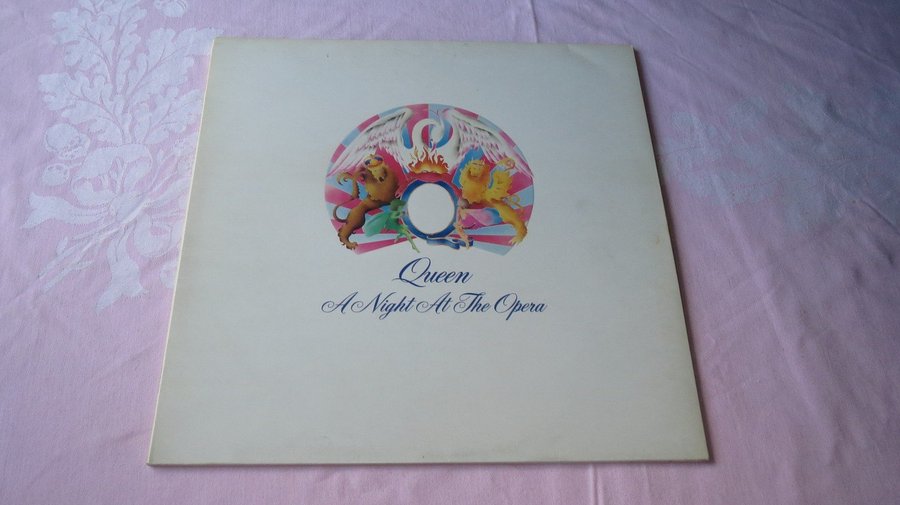 Queen
A Night At The Opera